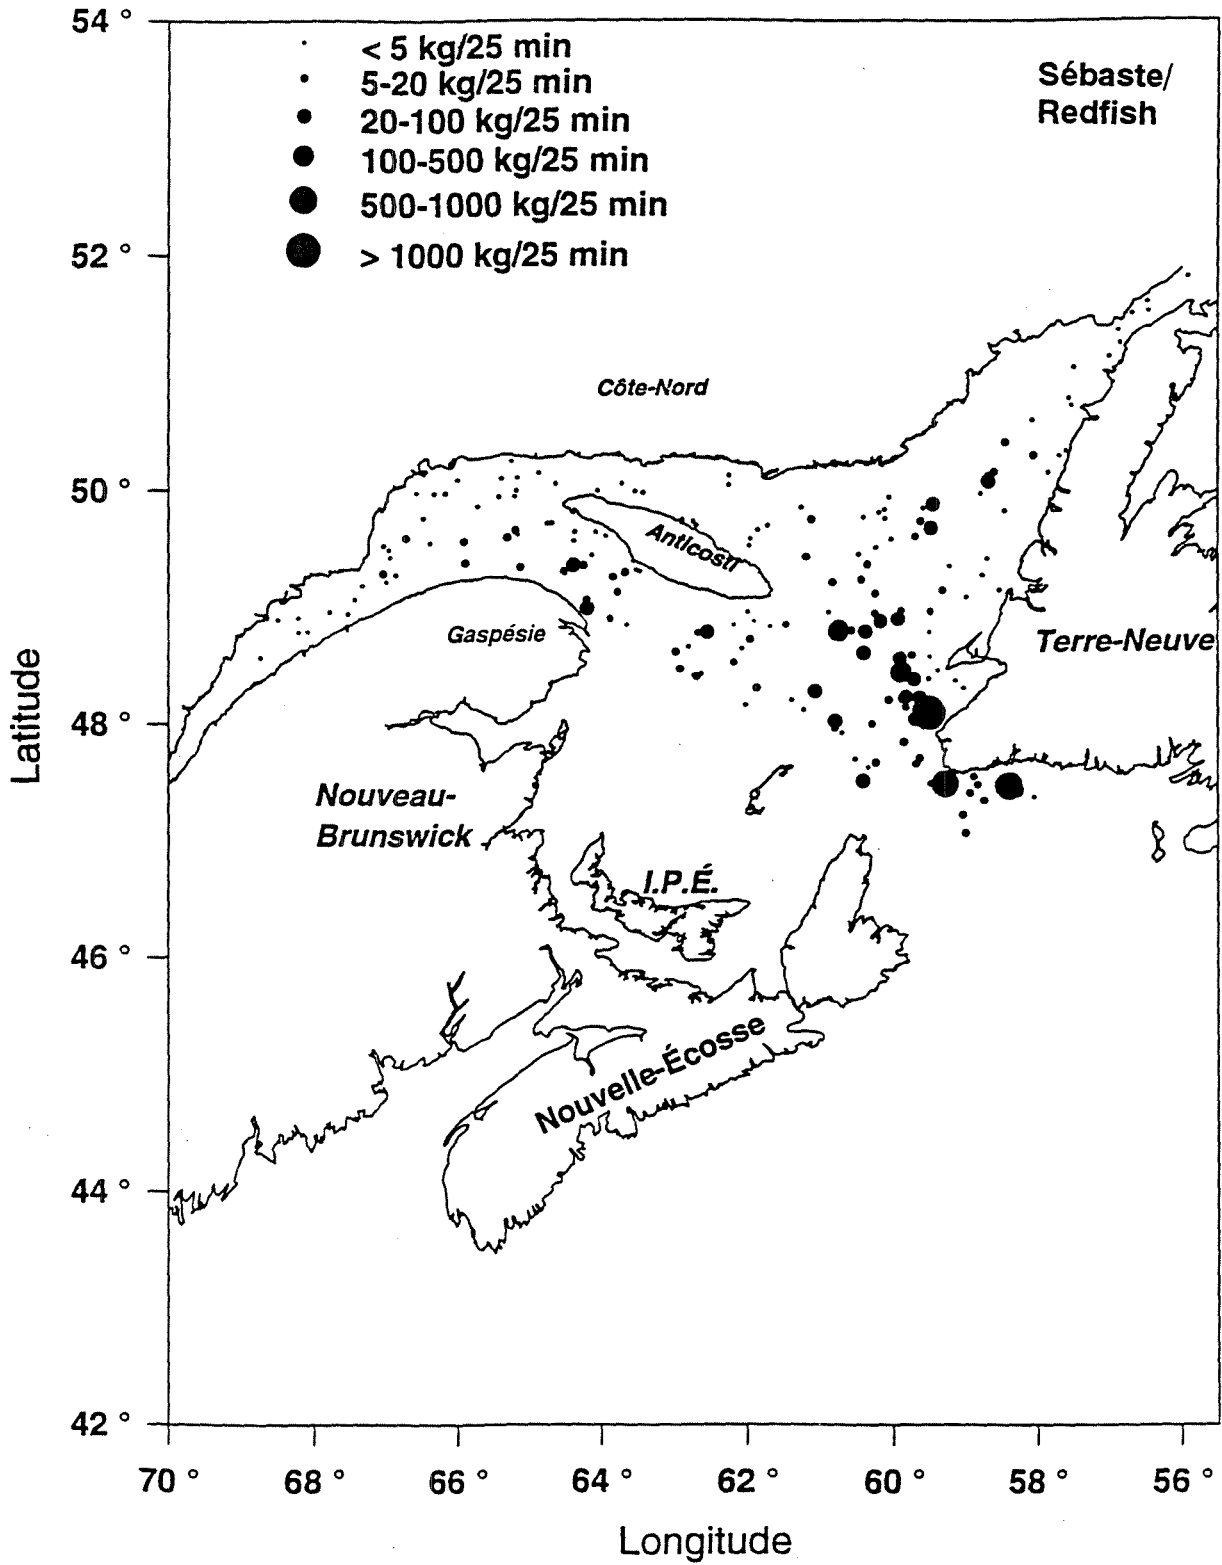 54 °
< 5 kg/25 min
5-20 kg/25 min
20-100 kg/25 min
100-500 kg/25 min
500-1000 kg/25 min
> 1000 kg/25 min
Sébaste/
Redfish
52 °
Côte-Nord
50 °
Anticosti
Gaspésie
Terre-Neuve
48 °
Nouveau-
Brunswick
I.P.É.
46 °
Nouvelle-Écosse
44 °
42 °
Latitude
70 °
68 °
66 °
64 °
62 °
60 °
58 °
56 °
Longitude